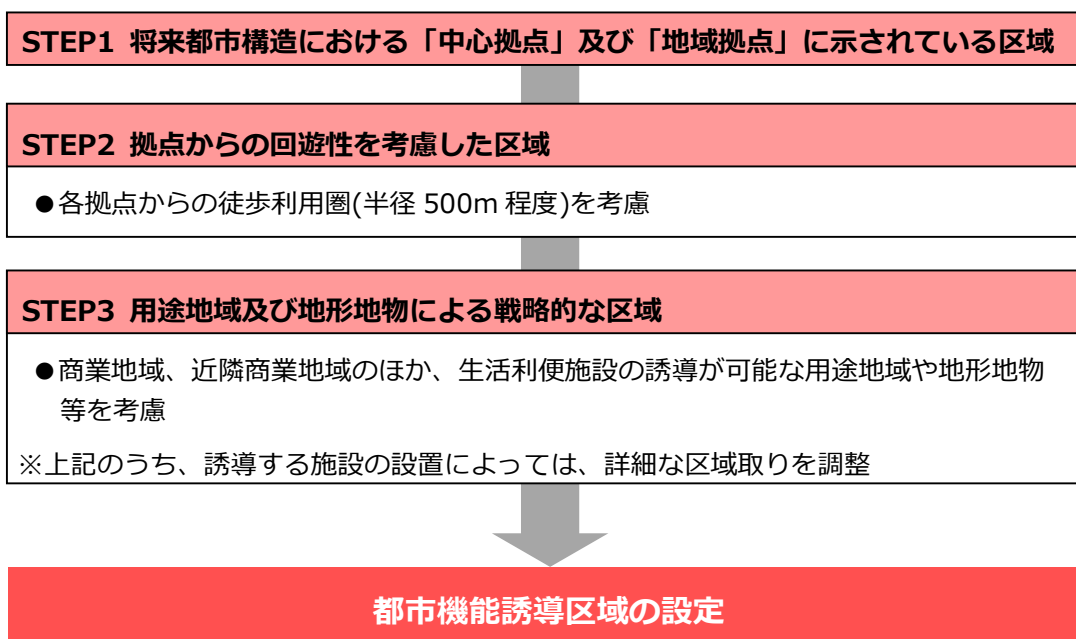 STEP1 将来都市構造における「中心拠点」及び「地域拠点」に示されている区域
STEP2 拠点からの回遊性を考慮した区域
●各拠点からの徒歩利用圏(半径 500m 程度)を考慮
STEP3 用途地域及び地形地物による戦略的な区域
●商業地域、近隣商業地域のほか、生活利便施設の誘導が可能な用途地域や地形地物
等を考慮
※上記のうち、誘導する施設の設置によっては、詳細な区域取りを調整
都市機能誘導区域の設定